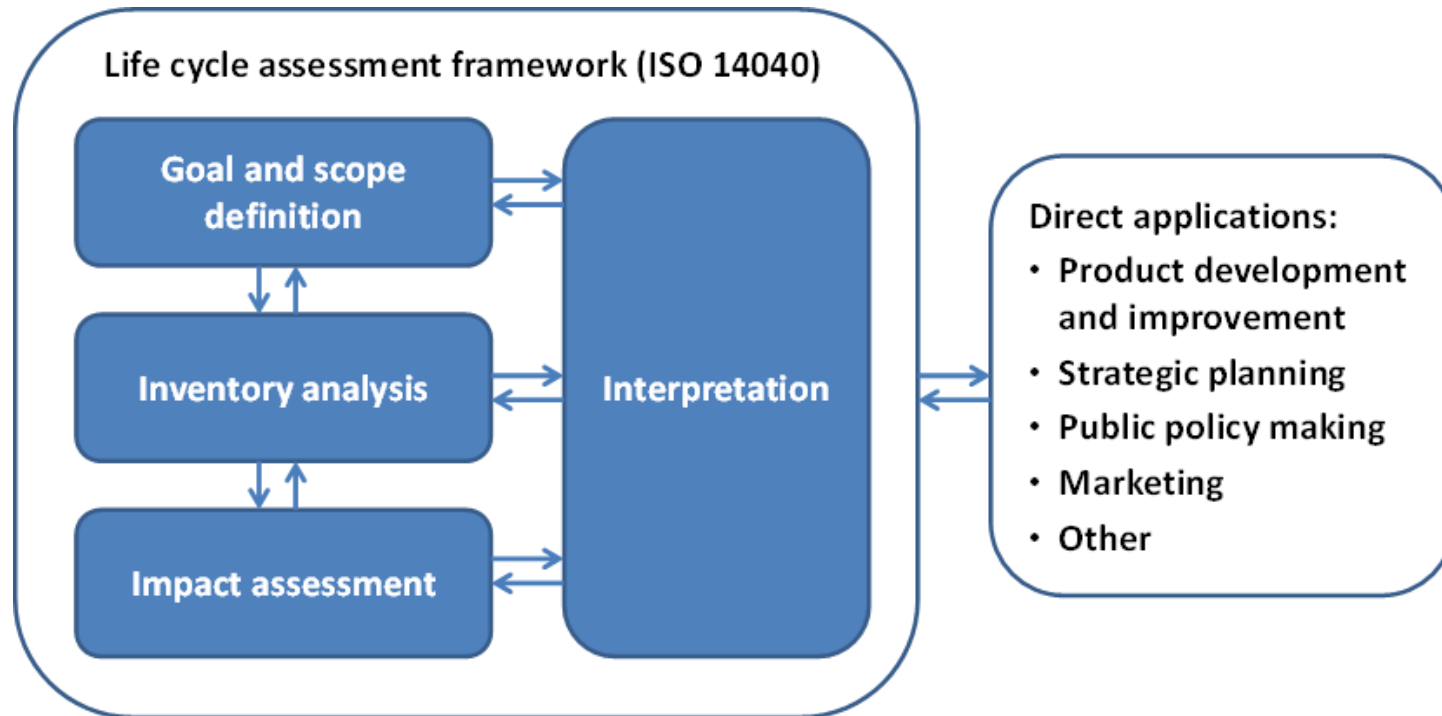 Life cycle assessment framework (ISO 14040)
Goal and scope
definition
Inventory analysis
Impact assessment
Interpretation
Direct applications:
• Product development
and improvement
• Strategic planning
• Public policy making
• Marketing
• Other